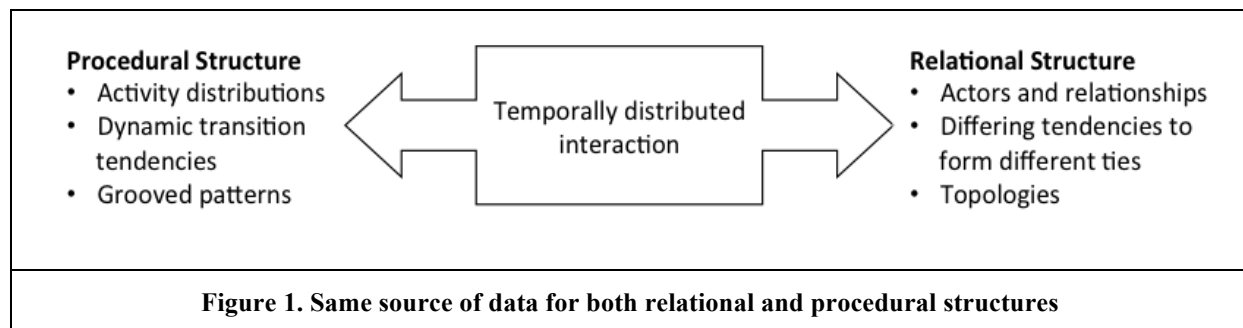 Procedural Structure
• Activity distributions
• Dynamic transition
tendencies
• Grooved patterns
Temporally distributed
interaction
Relational Structure
• Actors and relationships
• Differing tendencies to
form different ties
• Topologies
Figure 1. Same source of data for both relational and procedural structures